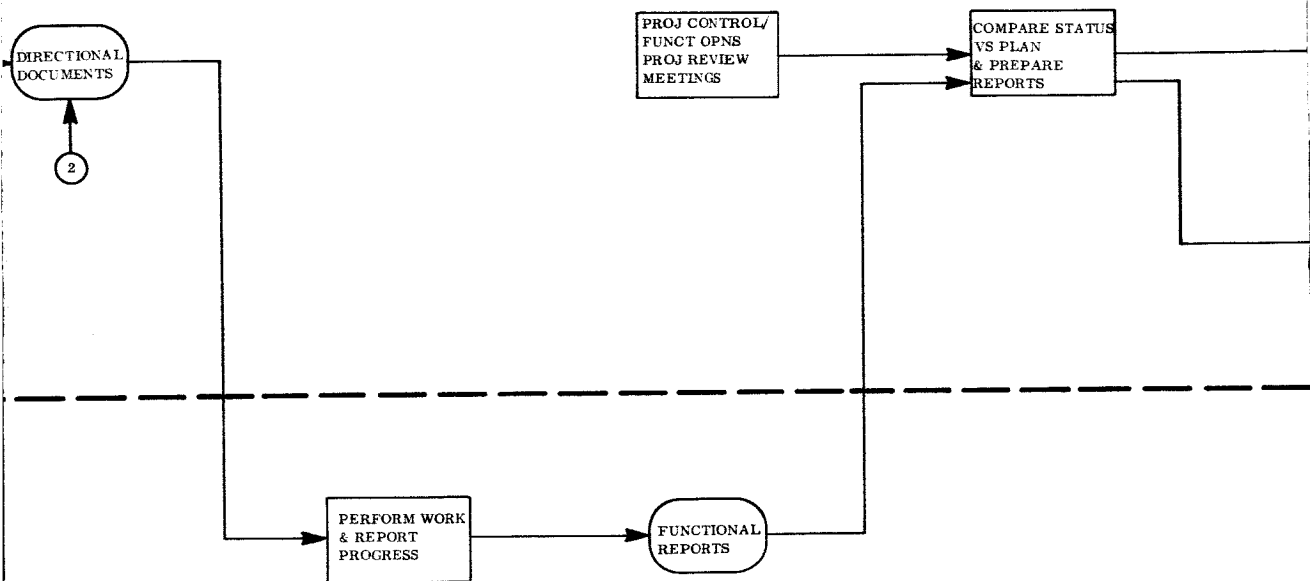 DIRECTIONAL
DOCUMENTS
2
PROJ CONTROL/
FUNCT OPNS
PROJ REVIEW
MEETINGS
COMPARE STATUS
VS PLAN
& PREPARE
REPORTS
PERFORM WORK
& REPORT
PROGRESS
FUNCTIONAL
REPORTS